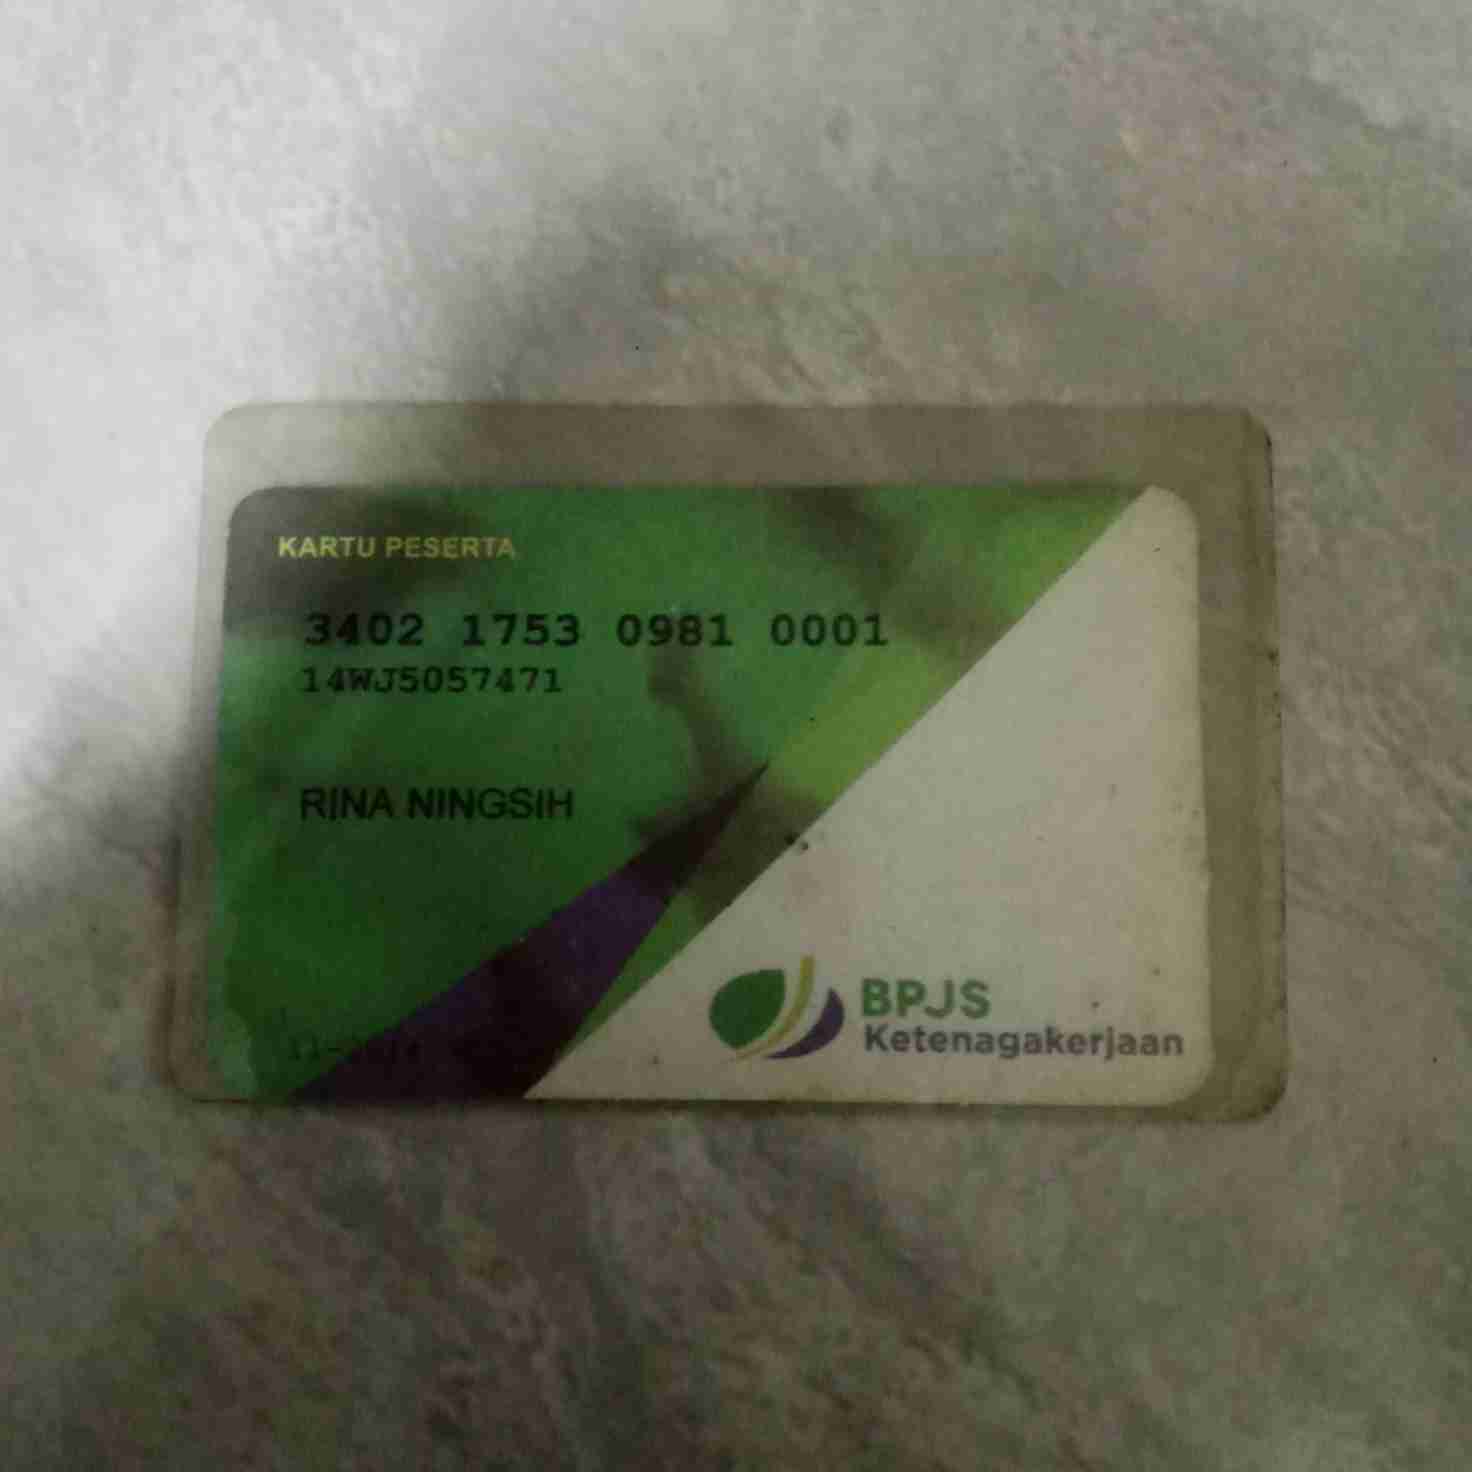 KARTU PESERTA
3402 1753 0981 0001
14WJ5057471
RINA NINGSIH
BPJS
Ketenagakerjaan